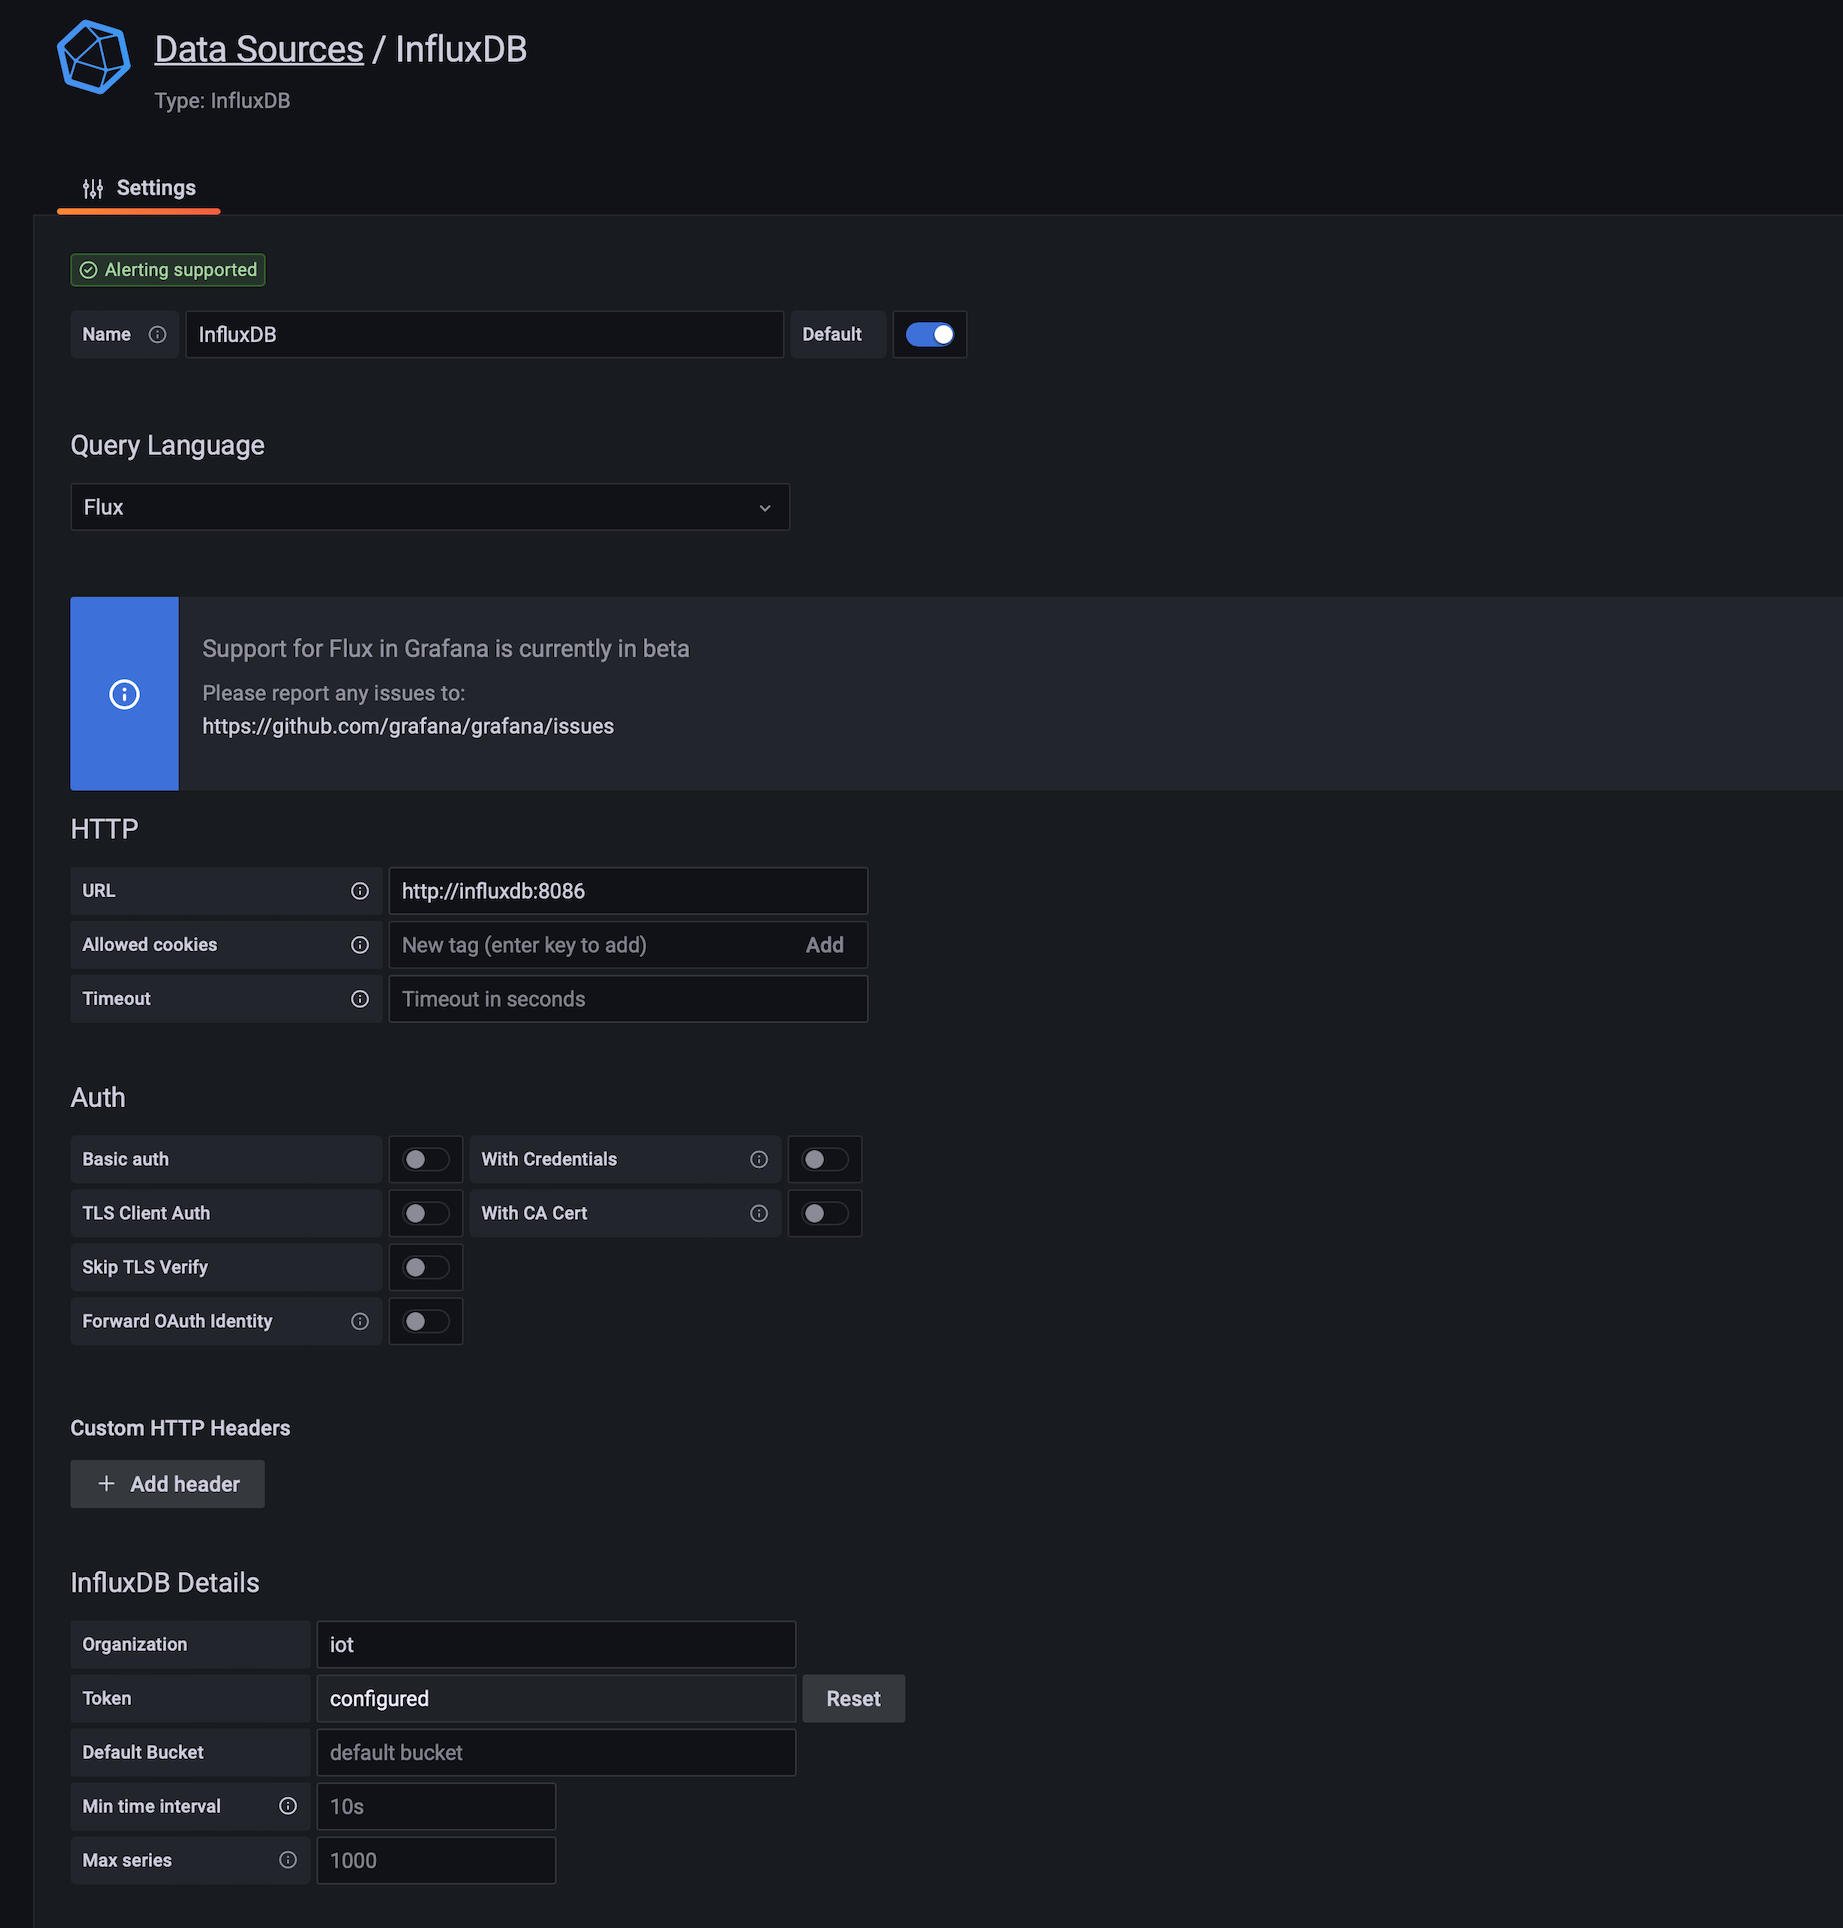 Data Sources / InfluxDB
Type: InfluxDB
Settings
Alerting supported
Name InfluxDB Default
Query Language
Flux
Support for Flux in Grafana is currently in beta
Please report any issues to:
https://github.com/grafana/grafana/issues
HTTP
URL http://influxdb:8086
Allowed cookies New tag (enter key to add) Add
Timeout Timeout in seconds
Auth
Basic auth With Credentials
TLS Client Auth With CA Cert
Skip TLS Verify
Forward OAuth Identity
Custom HTTP Headers
Add header
InfluxDB Details
Organization iot
Token configured Reset
Default Bucket default bucket
Min time interval 10s
Max series 1000